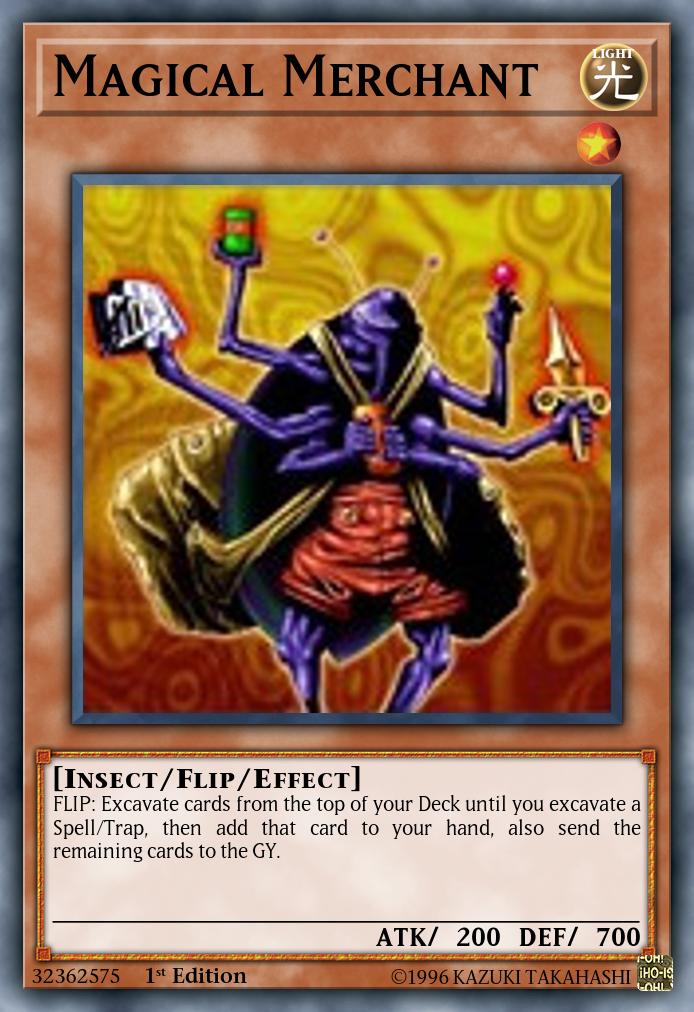 Magical Merchant
LIGHT
光
[Insect/Flip/Effect]
FLIP: Excavate cards from the top of your Deck until you excavate a
Spell/Trap, then add that card to your hand, also send the
remaining cards to the GY.
ATK/ 200 DEF/ 700
32362575 1st Edition ©1996 KAZUKI TAKAHASHI